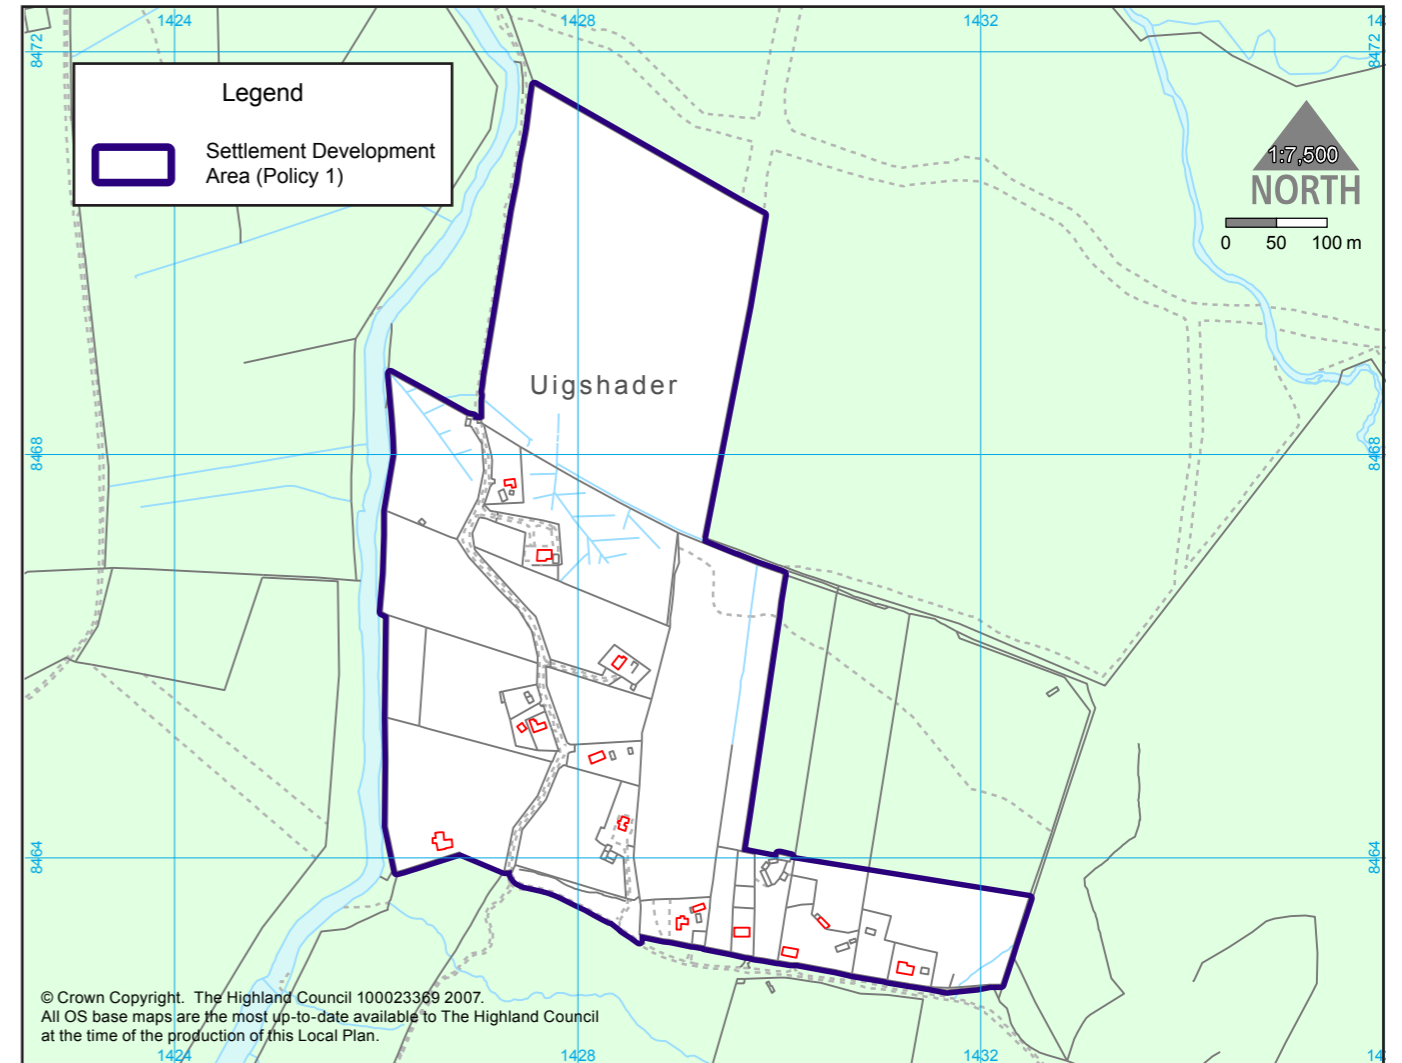 1424
1428
1432
14
8472
8472
Legend
Settlement Development
Area (Policy 1)
1:7,500
NORTH
0 50 100 m
Uigshader
8468
8468
8464
8464
© Crown Copyright. The Highland Council 100023369 2007.
All OS base maps are the most up-to-date available to The Highland Council
at the time of the production of this Local Plan.
1424
1428
1432
14